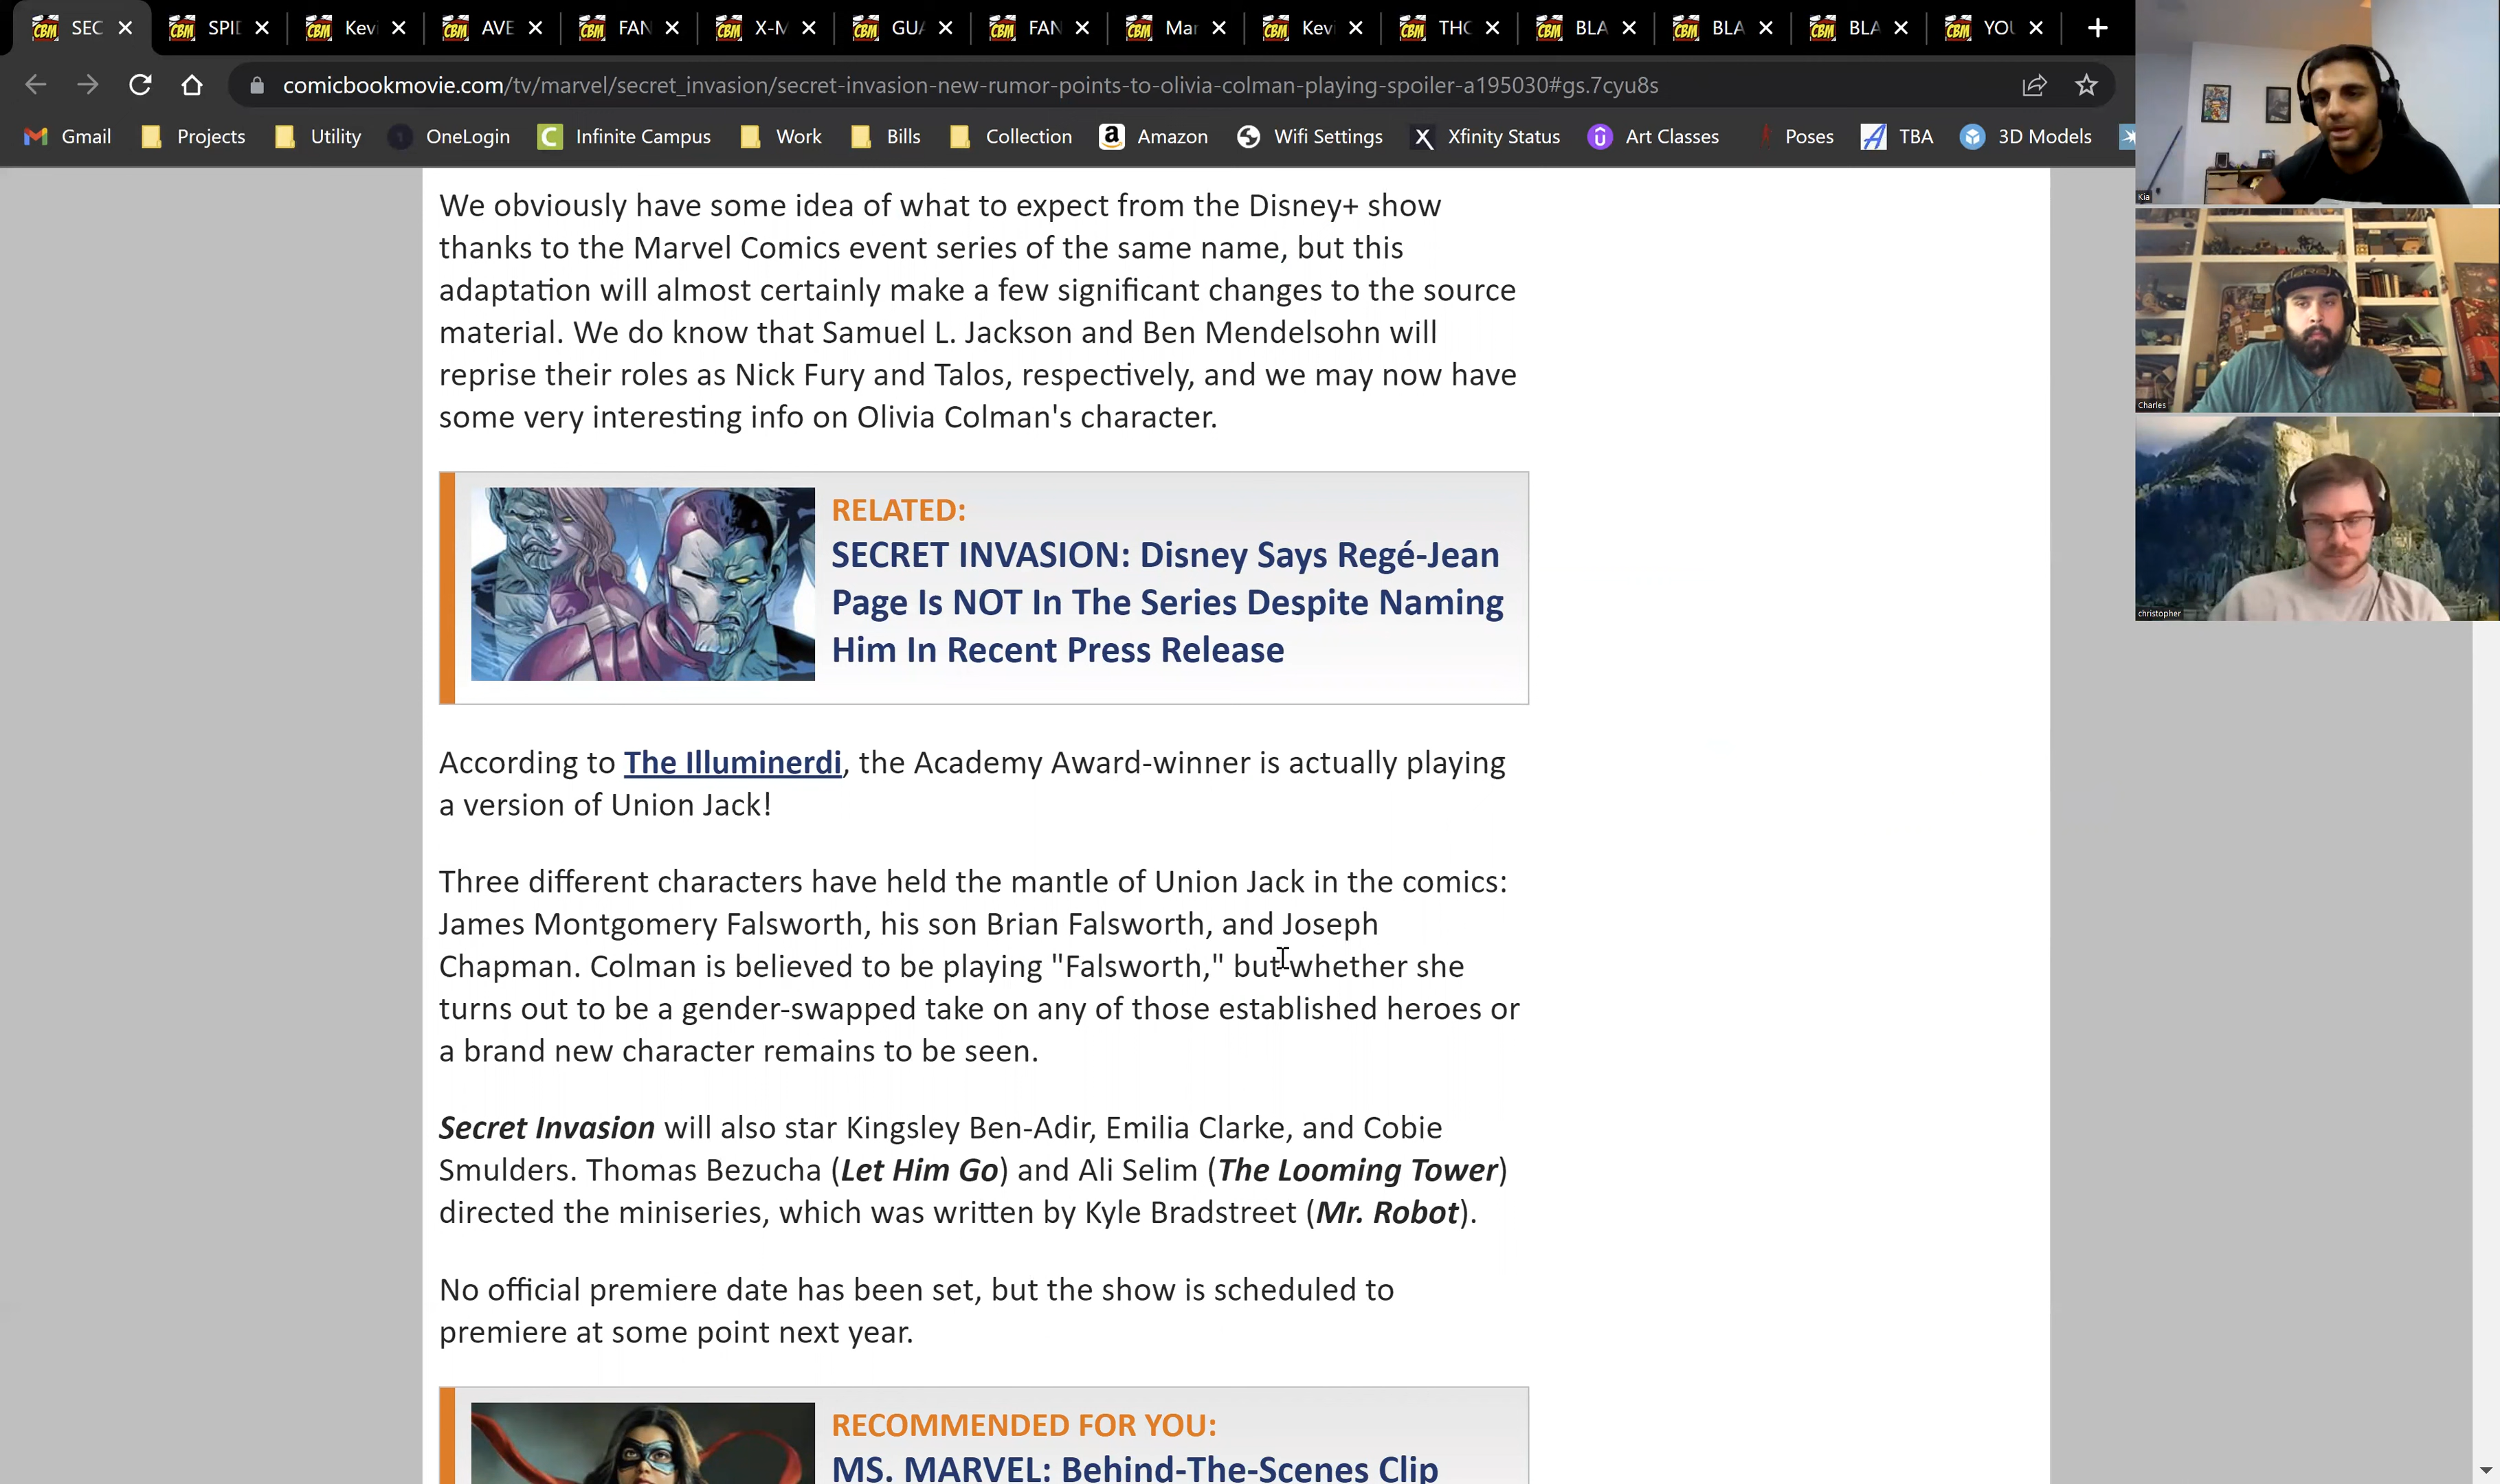 SEC
SPI
Kevi
AVE
FAN
X-M
GUA
FAN
Mar
Kevi
THO
BLA
BLA
BLA
YOU
comicbookmovie.com/tv/marvel/secret_invasion/secret-invasion-new-rumor-points-to-olivia-colman-playing-spoiler-a195030#gs.7cyu8s
Gmail Projects Utility OneLogin Infinite Campus Work Bills Collection Amazon Wifi Settings Xfinity Status Art Classes Poses TBA 3D Models
Kia
Charles
christopher
We obviously have some idea of what to expect from the Disney+ show
thanks to the Marvel Comics event series of the same name, but this
adaptation will almost certainly make a few significant changes to the source
material. We do know that Samuel L. Jackson and Ben Mendelsohn will
reprise their roles as Nick Fury and Talos, respectively, and we may now have
some very interesting info on Olivia Colman's character.
RELATED:
SECRET INVASION: Disney Says Regé-Jean
Page Is NOT In The Series Despite Naming
Him In Recent Press Release
According to The Illuminerdi, the Academy Award-winner is actually playing
a version of Union Jack!
Three different characters have held the mantle of Union Jack in the comics:
James Montgomery Falsworth, his son Brian Falsworth, and Joseph
Chapman. Colman is believed to be playing "Falsworth," but whether she
turns out to be a gender-swapped take on any of those established heroes or
a brand new character remains to be seen.
Secret Invasion will also star Kingsley Ben-Adir, Emilia Clarke, and Cobie
Smulders. Thomas Bezucha (Let Him Go) and Ali Selim (The Looming Tower)
directed the miniseries, which was written by Kyle Bradstreet (Mr. Robot).
No official premiere date has been set, but the show is scheduled to
premiere at some point next year.
RECOMMENDED FOR YOU:
MS. MARVEL: Behind-The-Scenes Clip